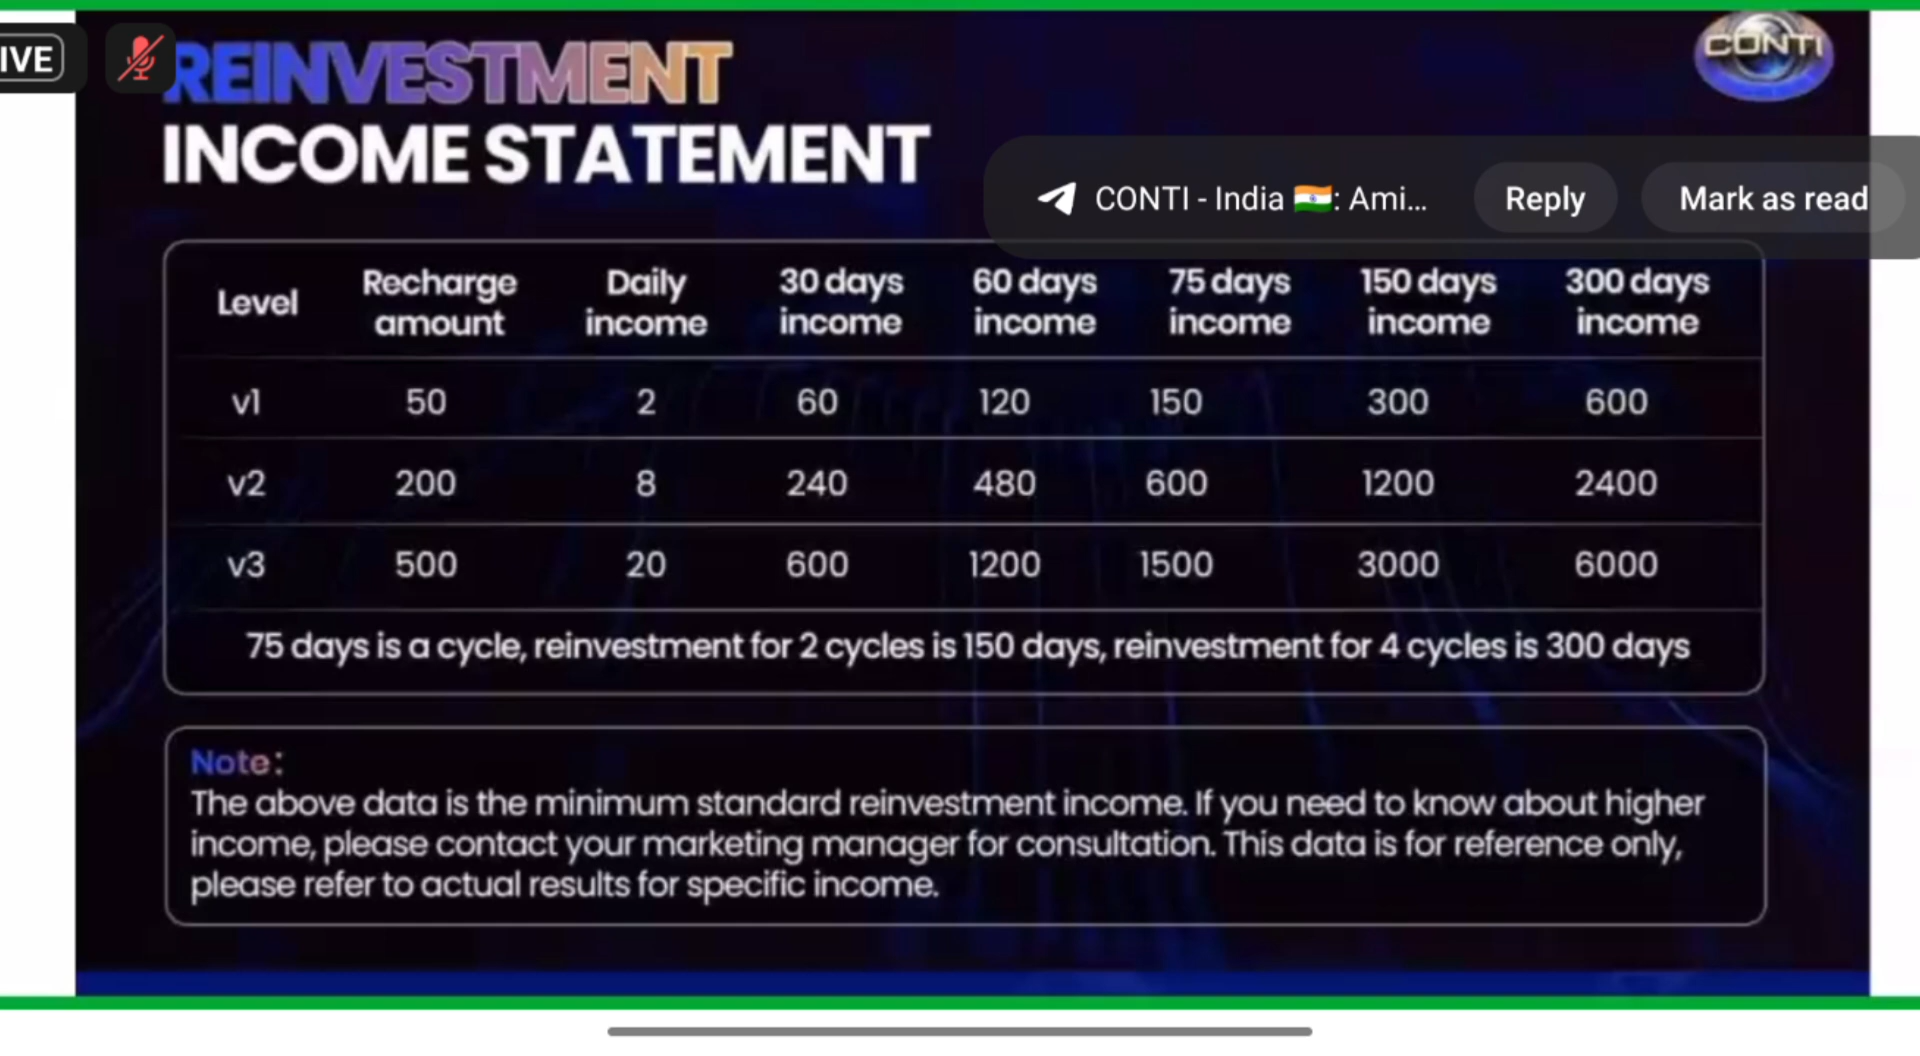 IVE
REINVESTMENT
INCOME STATEMENT
CONTI
CONTI - India 🇮🇳: Ami...
Reply
Mark as read
Level Recharge amount Daily income 30 days income 60 days income 75 days income 150 days income 300 days income
v1 50 2 60 120 150 300 600
v2 200 8 240 480 600 1200 2400
v3 500 20 600 1200 1500 3000 6000
75 days is a cycle, reinvestment for 2 cycles is 150 days, reinvestment for 4 cycles is 300 days
Note:
The above data is the minimum standard reinvestment income. If you need to know about higher
income, please contact your marketing manager for consultation. This data is for reference only,
please refer to actual results for specific income.